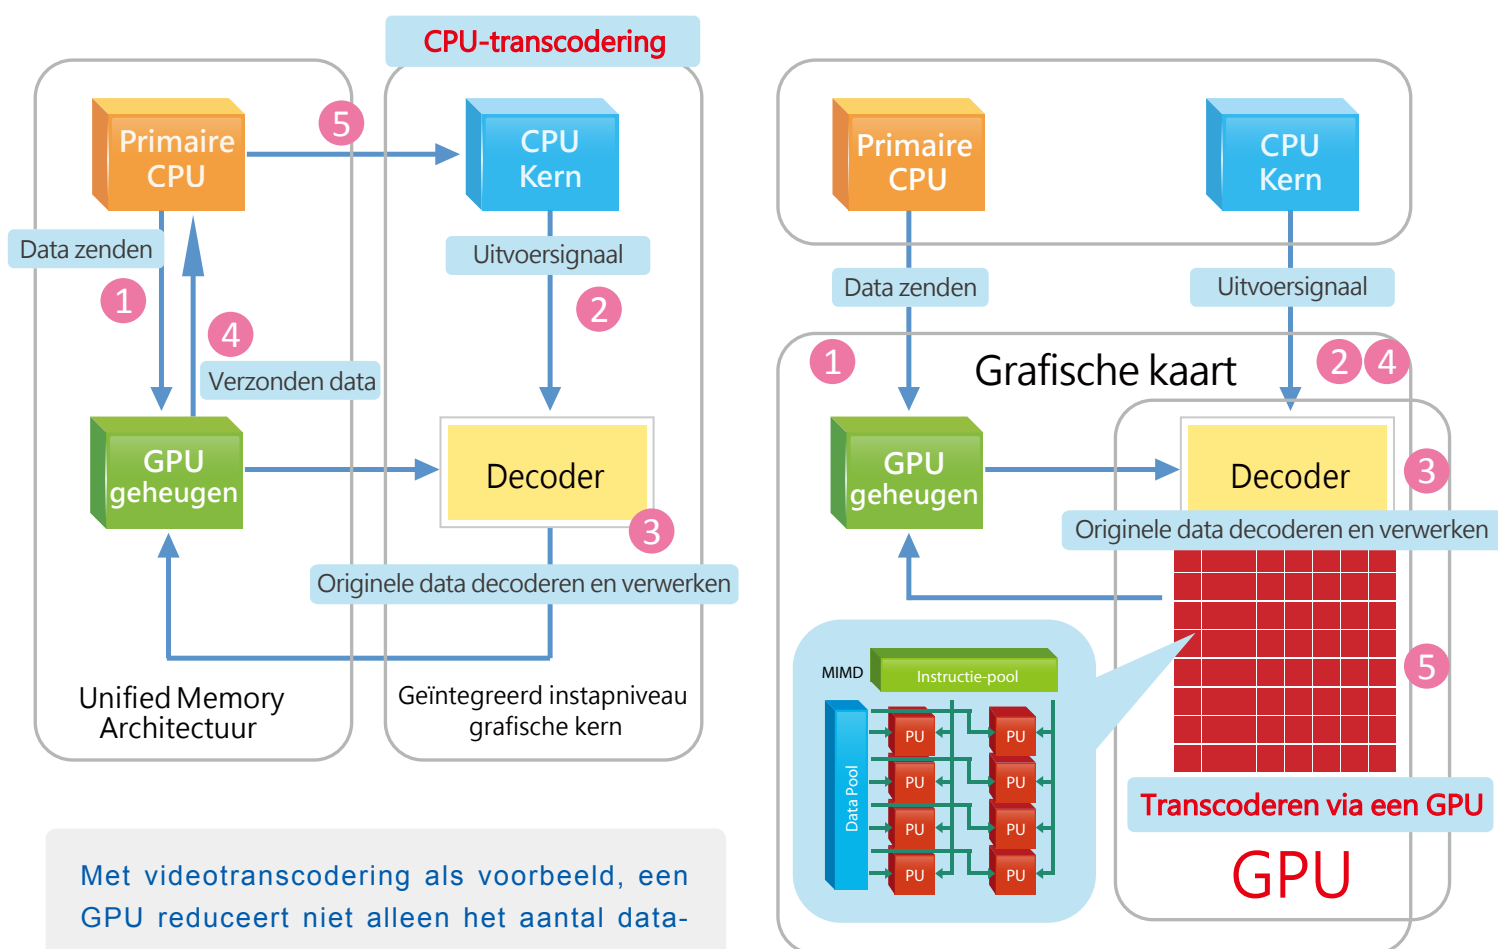 CPU-transcodering
5
Primaire
CPU
CPU
Kern
Data zenden
Uitvoersignaal
1
2
4
Verzonden data
GPU
geheugen
Decoder
3
Originele data decoderen en verwerken
Unified Memory
Architectuur
Geïntegreerd instapniveau
grafische kern
Primaire
CPU
CPU
Kern
Data zenden
Uitvoersignaal
1
Grafische kaart
2
4
GPU
geheugen
Decoder
3
Originele data decoderen en verwerken
MIMD
Instructie-pool
Data Pool
PU
PU
PU
PU
PU
PU
PU
PU
5
Transcoderen via een GPU
GPU
Met videotranscodering als voorbeeld, een
GPU reduceert niet alleen het aantal data-